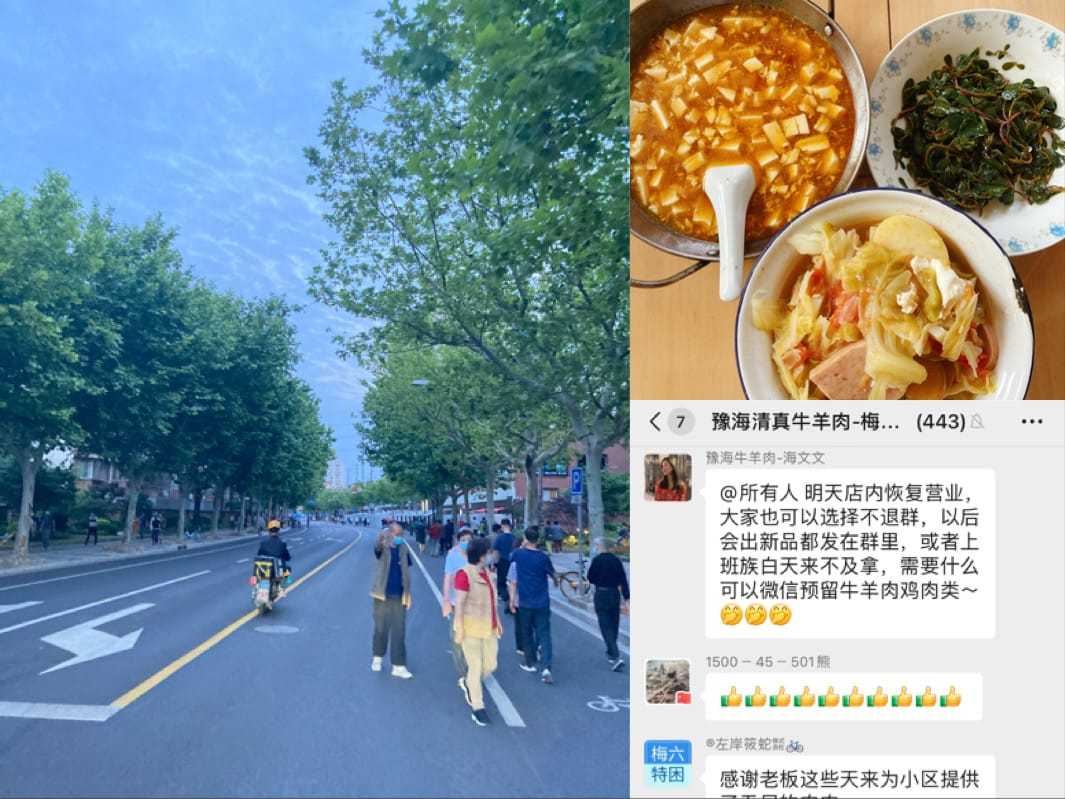 7 豫海清真牛羊肉-梅... (443)
豫海牛羊肉-海文文
@所有人 明天店内恢复营业，
大家也可以选择不退群，以后
会出新品都发在群里，或者上
班族白天来不及拿，需要什么
可以微信预留牛羊肉鸡肉类～
1500－45－501熊
®左岸筱蛇
梅六
特困
感谢老板这些天来为小区提供